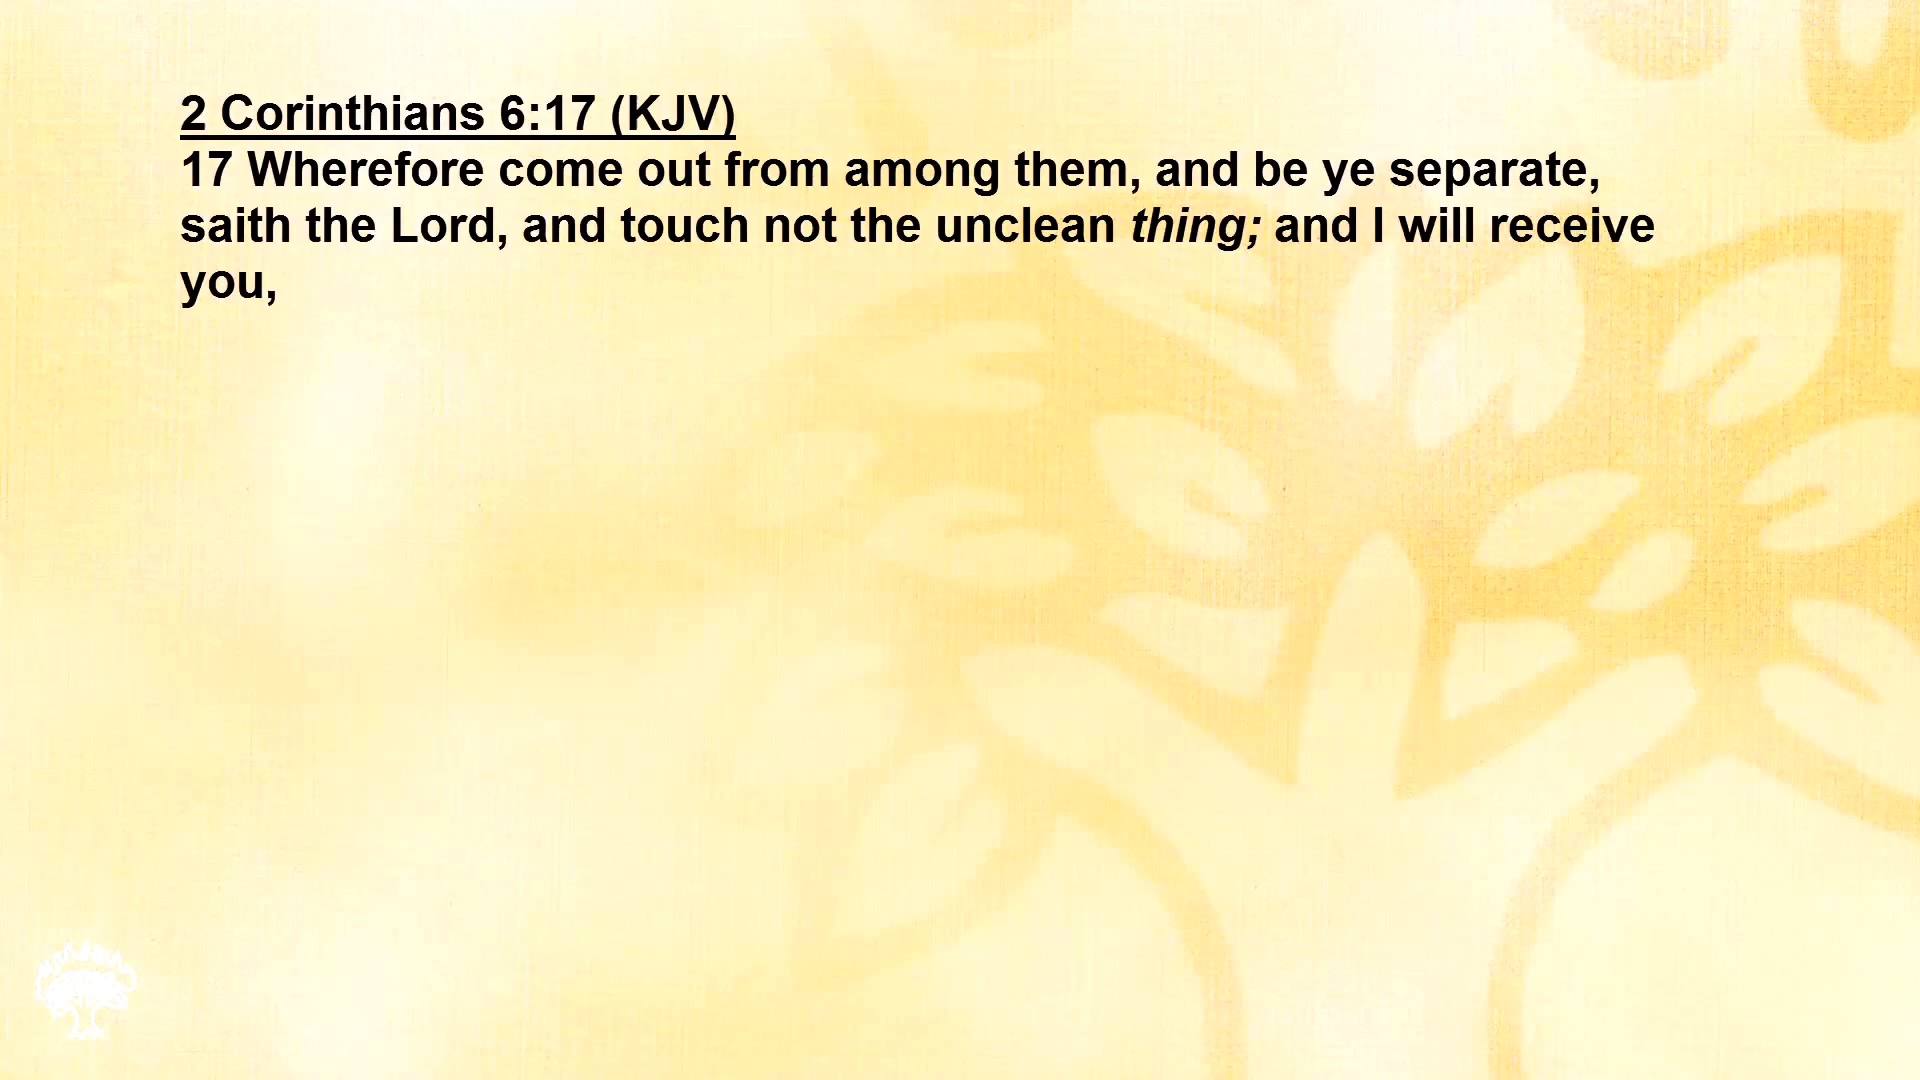 2 Corinthians 6:17 (KJV)
17 Wherefore come out from among them, and be ye separate,
saith the Lord, and touch not the unclean thing; and I will receive
you,